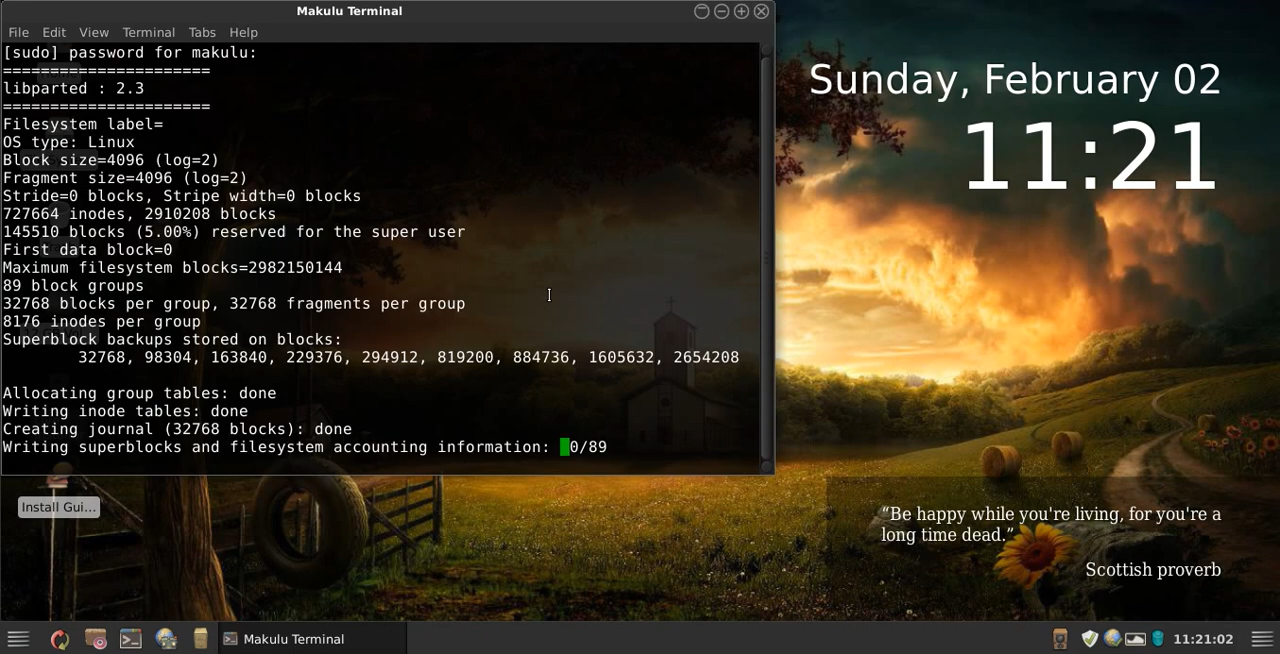 Makulu Terminal
File Edit View Terminal Tabs Help
[sudo] password for makulu:
======================
libparted : 2.3
======================
Filesystem label=
OS type: Linux
Block size=4096 (log=2)
Fragment size=4096 (log=2)
Stride=0 blocks, Stripe width=0 blocks
727664 inodes, 2910208 blocks
145510 blocks (5.00%) reserved for the super user
First data block=0
Maximum filesystem blocks=2982150144
89 block groups
32768 blocks per group, 32768 fragments per group
8176 inodes per group
Superblock backups stored on blocks:
32768, 98304, 163840, 229376, 294912, 819200, 884736, 1605632, 2654208
Allocating group tables: done
Writing inode tables: done
Creating journal (32768 blocks): done
Writing superblocks and filesystem accounting information: 0/89
Sunday, February 02
11:21
Install Gui...
“Be happy while you're living, for you're a
long time dead.”
Scottish proverb
Makulu Terminal
11:21:02